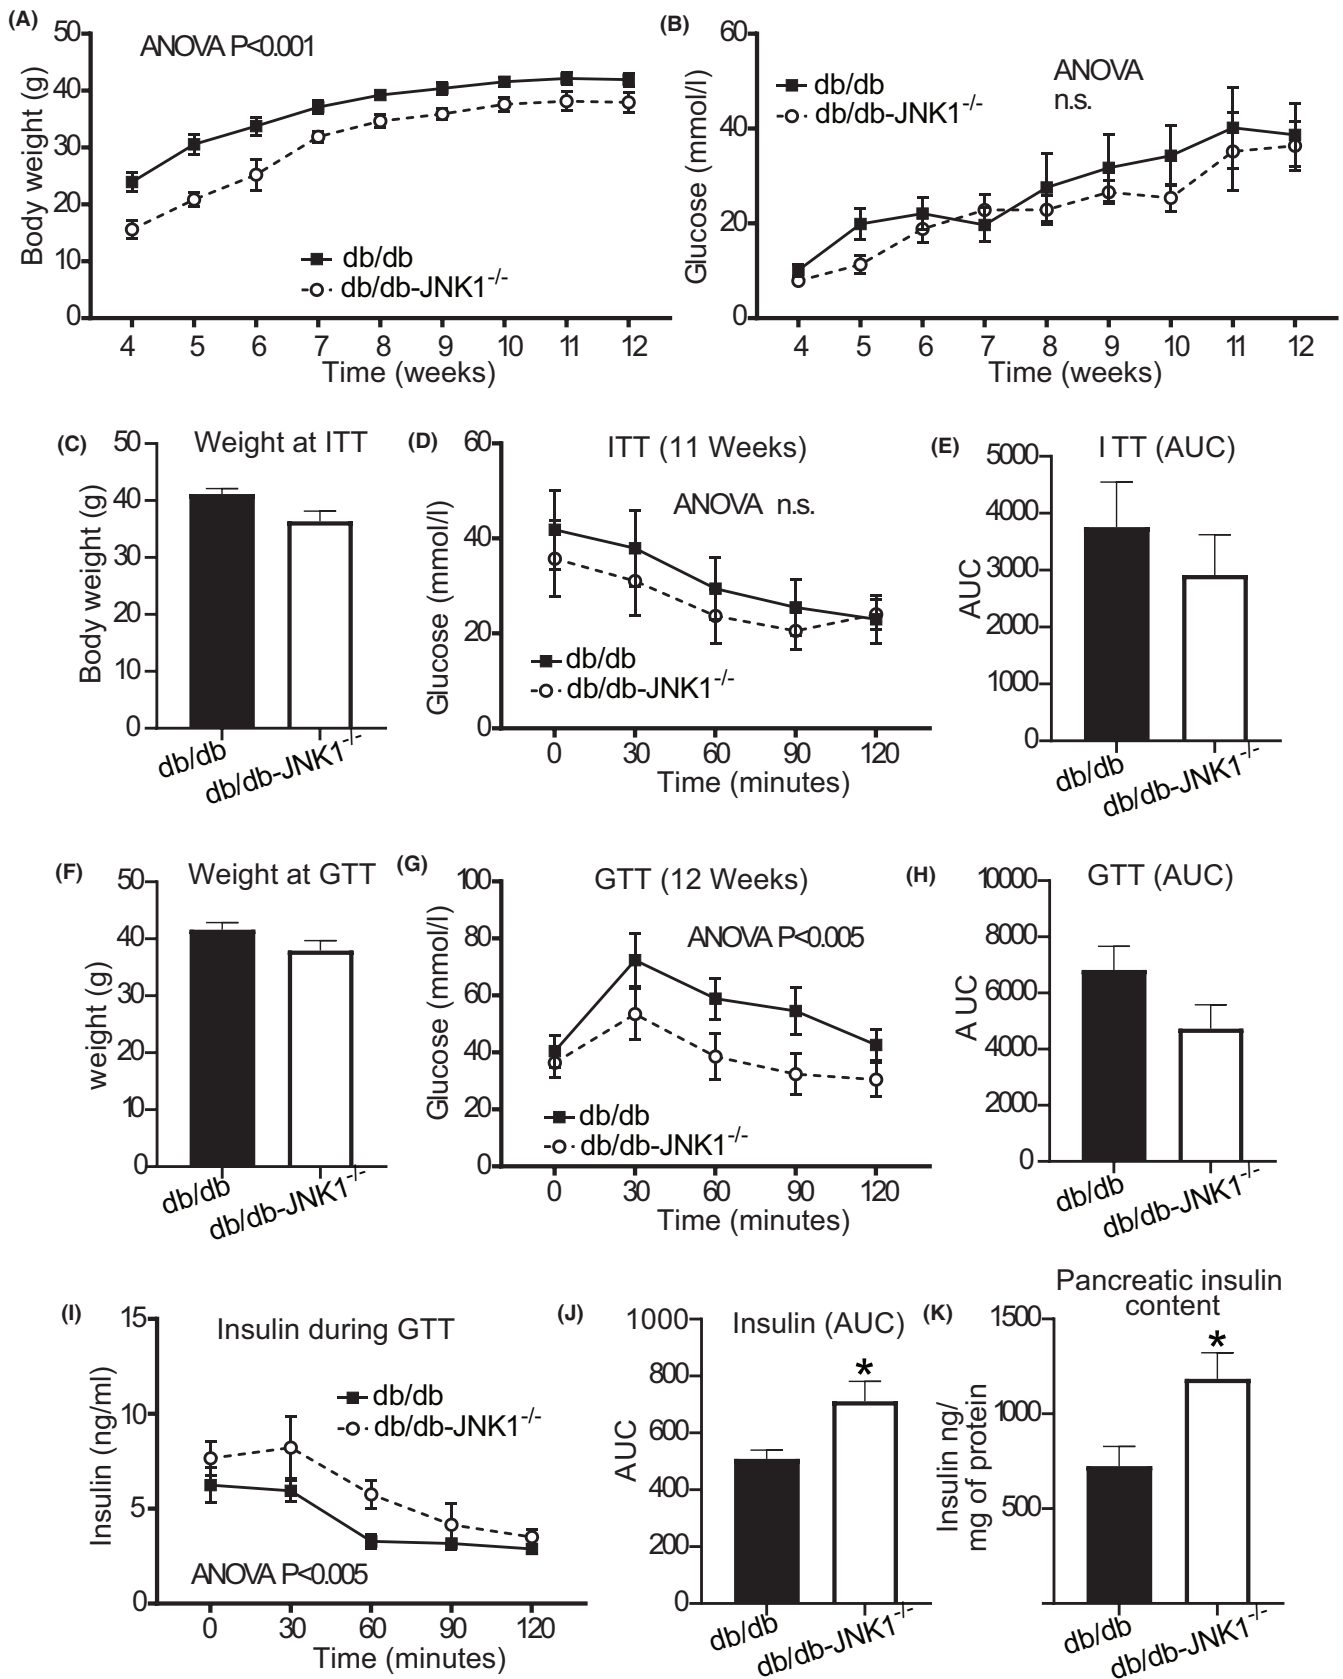 (A)
50
40
30
20
10
0
Body weight (g)
ANOVA P<0.001
db/db
db/db-JNK1-/-
4 5 6 7 8 9 10 11 12
Time (weeks)
(B)
60
40
20
0
Glucose (mmol/l)
db/db
db/db-JNK1-/-
ANOVA
n.s.
4 5 6 7 8 9 10 11 12
Time (weeks)
(C)
Weight at ITT
50
40
30
20
10
0
Body weight (g)
db/db
db/db-JNK1-/-
(D)
ITT (11 Weeks)
ANOVA n.s.
60
40
20
0
Glucose (mmol/l)
db/db
db/db-JNK1-/-
0 30 60 90 120
Time (minutes)
(E)
I TT (AUC)
5000
4000
3000
2000
1000
0
AUC
db/db
db/db-JNK1-/-
(F)
Weight at GTT
50
40
30
20
10
0
weight (g)
db/db
db/db-JNK1-/-
(G)
GTT (12 Weeks)
ANOVA P<0.005
100
80
60
40
20
0
Glucose (mmol/l)
db/db
db/db-JNK1-/-
0 30 60 90 120
Time (minutes)
(H)
GTT (AUC)
10000
8000
6000
4000
2000
0
A UC
db/db
db/db-JNK1-/-
(I)
Insulin during GTT
15
10
5
0
Insulin (ng/ml)
db/db
db/db-JNK1-/-
ANOVA P<0.005
0 30 60 90 120
Time (minutes)
(J)
Insulin (AUC)
1000
800
600
400
200
0
AUC
*
db/db
db/db-JNK1-/-
(K)
Pancreatic insulin
content
1500
1000
500
Insulin ng/
mg of protein
*
db/db
db/db-JNK1-/-